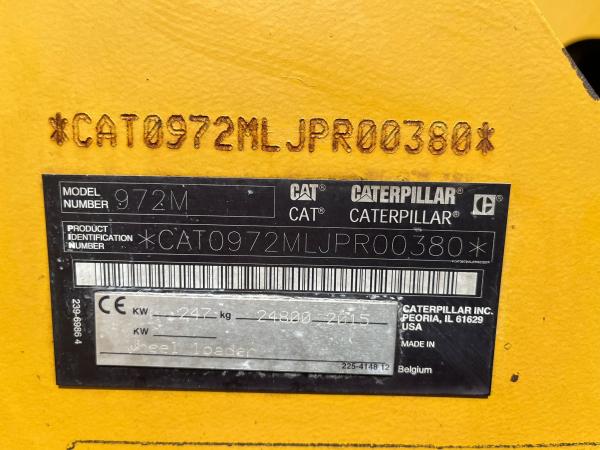 *CAT0972MLJPR00380*
MODEL NUMBER 972M
CAT CATERPILLAR
CAT® CATERPILLAR®
PRODUCT IDENTIFICATION NUMBER *CAT0972MLJPR00380*
239-6986 4
CE KW 247 kg 24800 2015
KW
wheel loader
225-4148 12
CATERPILLAR INC.
PEORIA, IL 61629
USA
MADE IN
Belgium